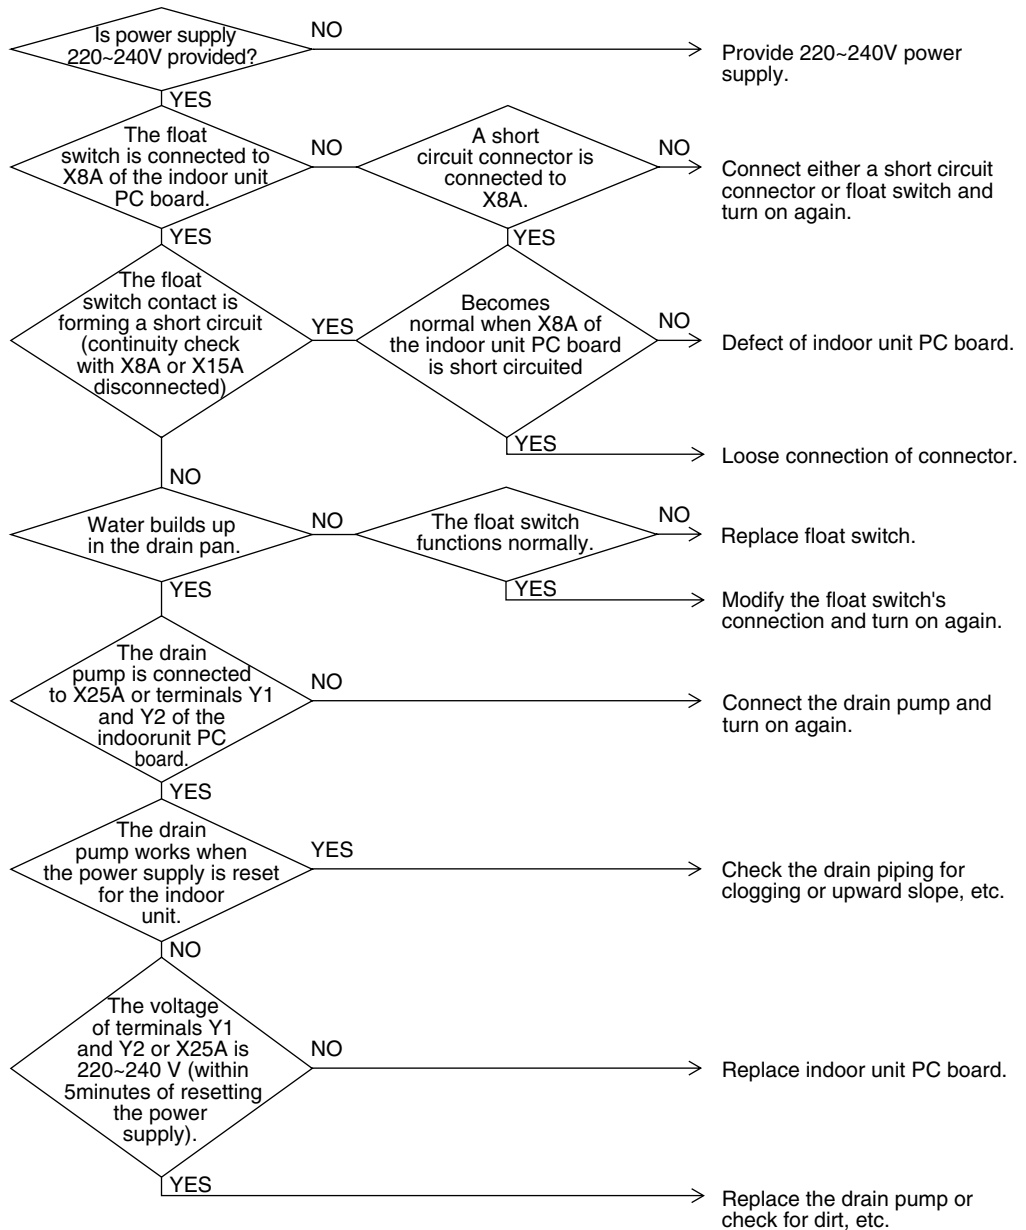 Is power supply
220~240V provided?
NO
Provide 220~240V power
supply.
YES
The float
switch is connected to
X8A of the indoor unit
PC board.
NO
A short
circuit connector is
connected to
X8A.
NO
Connect either a short circuit
connector or float switch and
turn on again.
YES
YES
The float
switch contact is
forming a short circuit
(continuity check
with X8A or X15A
disconnected)
YES
Becomes
normal when X8A of
the indoor unit PC board
is short circuited
NO
Defect of indoor unit PC board.
YES
Loose connection of connector.
NO
Water builds up
in the drain pan.
NO
The float switch
functions normally.
NO
Replace float switch.
YES
YES
Modify the float switch's
connection and turn on again.
The drain
pump is connected
to X25A or terminals Y1
and Y2 of the
indoorunit PC
board.
NO
Connect the drain pump and
turn on again.
YES
The drain
pump works when
the power supply is reset
for the indoor
unit.
YES
Check the drain piping for
clogging or upward slope, etc.
NO
The voltage
of terminals Y1
and Y2 or X25A is
220~240 V (within
5minutes of resetting
the power
supply).
NO
Replace indoor unit PC board.
YES
Replace the drain pump or
check for dirt, etc.